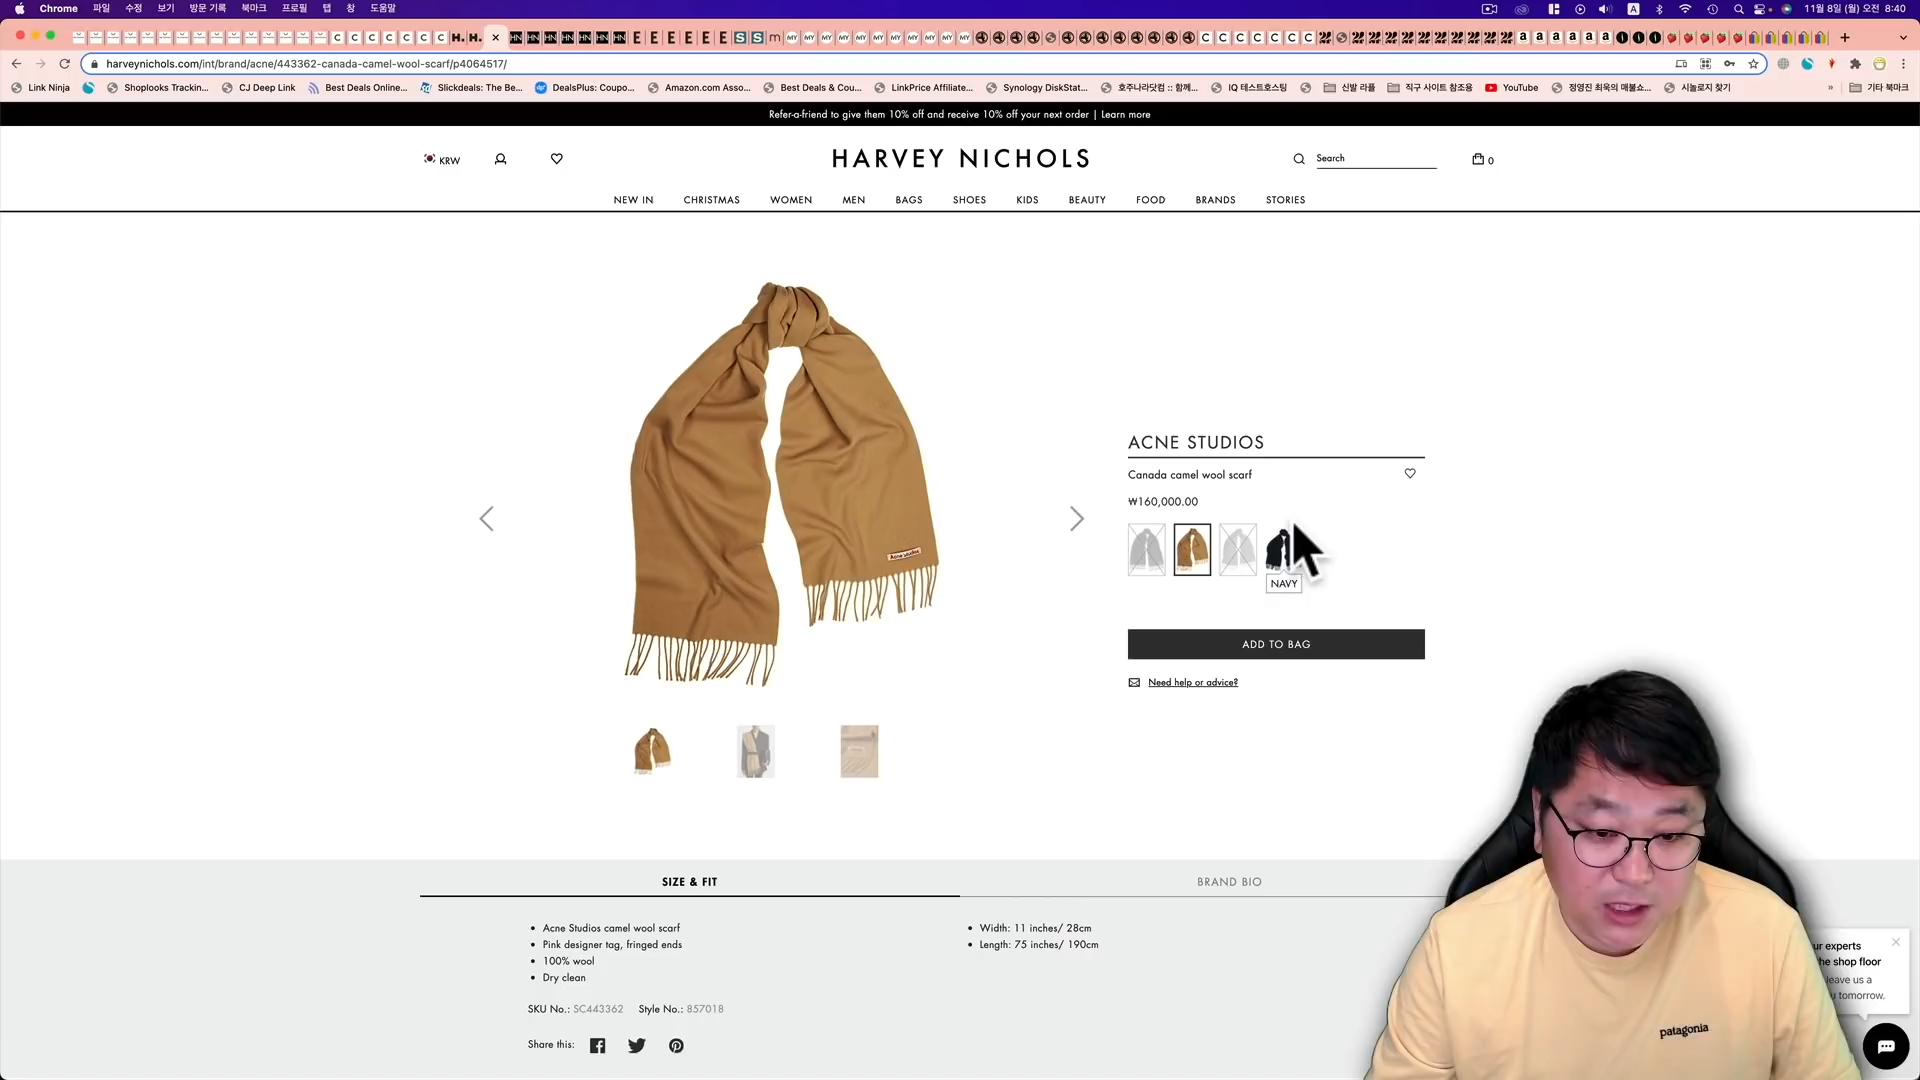 Chrome 파일 수정 보기 방문 기록 북마크 프로필 탭 창 도움말
A 11월 8일 (월) 오전 8:40
harveynichols.com/int/brand/acne/443362-canada-camel-wool-scarf/p4064517/
Link Ninja Shoplooks Trackin... CJ Deep Link Best Deals Online... Slickdeals: The Be... DealsPlus: Coupo... Amazon.com Asso... Best Deals & Cou... LinkPrice Affiliate... Synology DiskStat... 호주나라닷컴 :: 함께... IQ 테스트호스팅 신발 라플 직구 사이트 참조용 YouTube 정영진 최욱의 매불쇼... 시놀로지 찾기 » 기타 북마크
Refer-a-friend to give them 10% off and receive 10% off your next order | Learn more
KRW
HARVEY NICHOLS
Search
0
NEW IN CHRISTMAS WOMEN MEN BAGS SHOES KIDS BEAUTY FOOD BRANDS STORIES
Acne Studios
ACNE STUDIOS
Canada camel wool scarf
₩160,000.00
NAVY
ADD TO BAG
Need help or advice?
SIZE & FIT
BRAND BIO
Acne Studios camel wool scarf
Pink designer tag, fringed ends
100% wool
Dry clean
Width: 11 inches/ 28cm
Length: 75 inches/ 190cm
SKU No.: SC443362 Style No.: 857018
Share this:
experts
the shop floor
leave us a
tomorrow.
patagonia